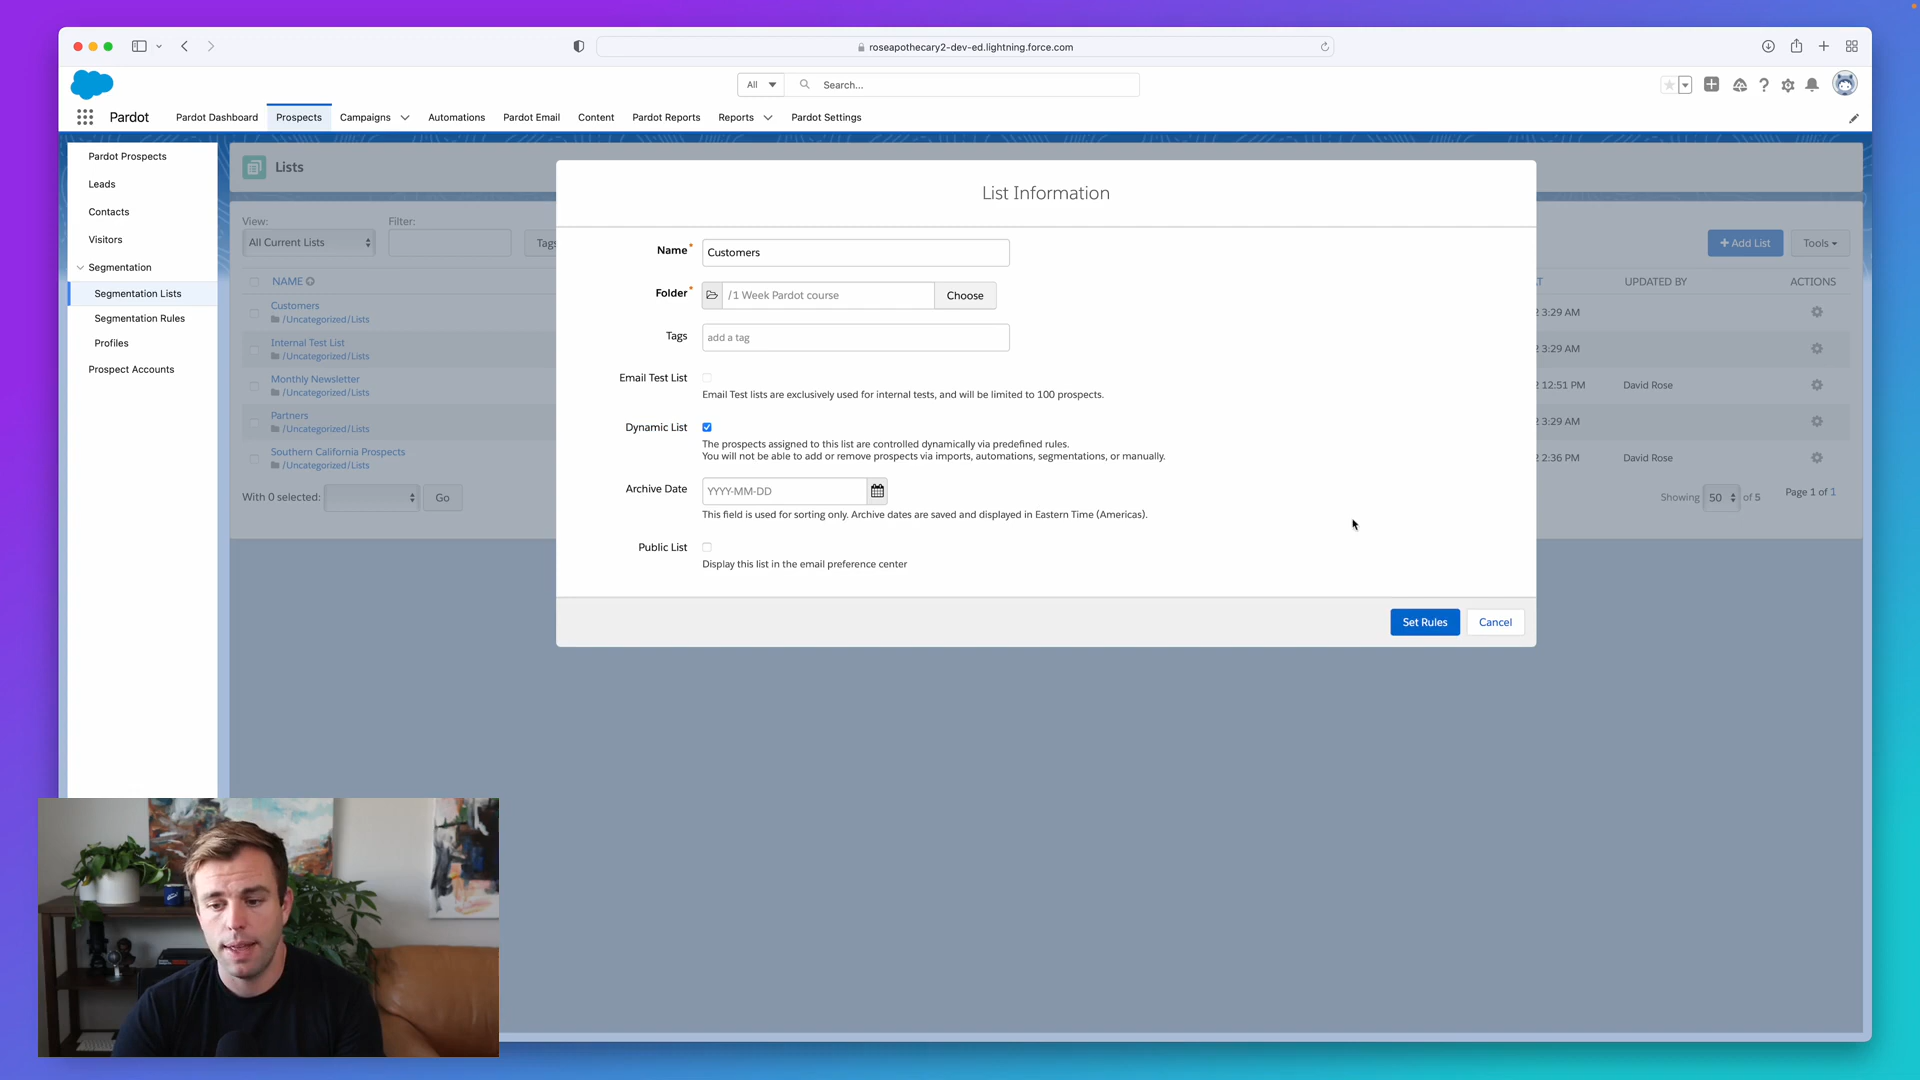 roseapothecary2-dev-ed.lightning.force.com
All
Search...
Pardot
Pardot Dashboard
Prospects
Campaigns
Automations
Pardot Email
Content
Pardot Reports
Reports
Pardot Settings
Pardot Prospects
Leads
Contacts
Visitors
Segmentation
Segmentation Lists
Segmentation Rules
Profiles
Prospect Accounts
Lists
View:
Filter:
All Current Lists
Tags
+ Add List
Tools
NAME
UPDATED BY
ACTIONS
Customers
/Uncategorized/Lists
3:29 AM
Internal Test List
/Uncategorized/Lists
3:29 AM
Monthly Newsletter
/Uncategorized/Lists
12:51 PM
David Rose
Partners
/Uncategorized/Lists
3:29 AM
Southern California Prospects
/Uncategorized/Lists
2:36 PM
David Rose
With 0 selected:
Go
Showing 50 of 5
Page 1 of 1
List Information
Name*
Customers
Folder*
/1 Week Pardot course
Choose
Tags
add a tag
Email Test List
Email Test lists are exclusively used for internal tests, and will be limited to 100 prospects.
Dynamic List
The prospects assigned to this list are controlled dynamically via predefined rules.
You will not be able to add or remove prospects via imports, automations, segmentations, or manually.
Archive Date
YYYY-MM-DD
This field is used for sorting only. Archive dates are saved and displayed in Eastern Time (Americas).
Public List
Display this list in the email preference center
Set Rules
Cancel